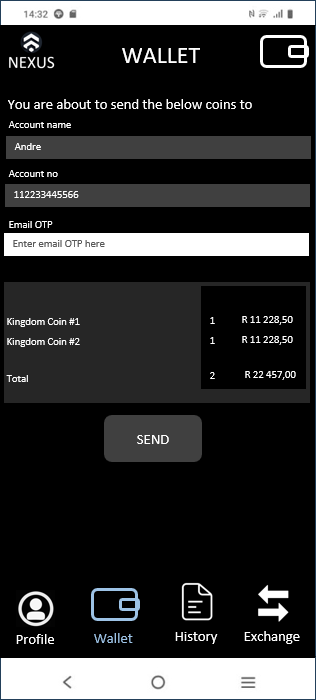 14:32
NEXUS
WALLET
You are about to send the below coins to
Account name
Andre
Account no
112233445566
Email OTP
Enter email OTP here
Kingdom Coin #1 1 R 11 228,50
Kingdom Coin #2 1 R 11 228,50
Total 2 R 22 457,00
SEND
Profile Wallet History Exchange